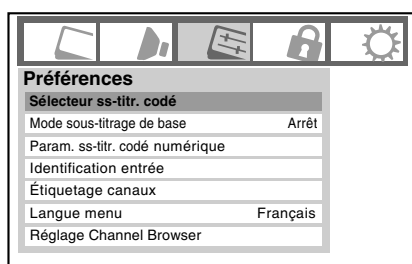 Préférences
Sélecteur ss-titr. codé
Mode sous-titrage de base Arrêt
Param. ss-titr. codé numérique
Identification entrée
Étiquetage canaux
Langue menu Français
Réglage Channel Browser